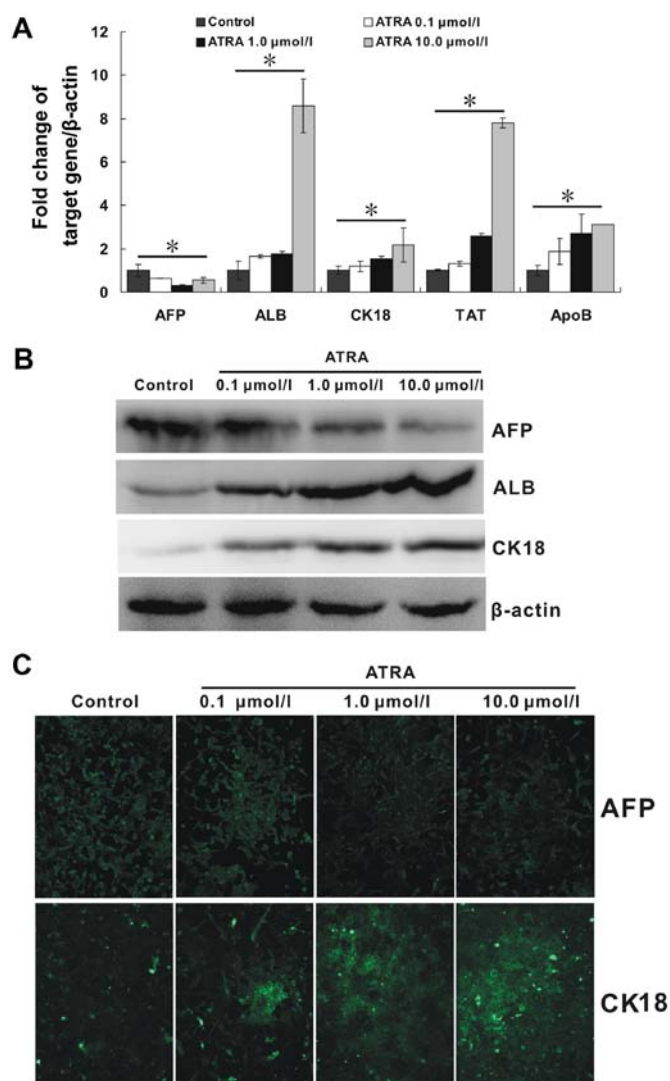 A
Control
ATRA 0.1 µmol/l
ATRA 1.0 µmol/l
ATRA 10.0 µmol/l
Fold change of
target gene/β-actin
12
10
8
6
4
2
0
* * * * *
AFP ALB CK18 TAT ApoB
B
ATRA
Control 0.1 µmol/l 1.0 µmol/l 10.0 µmol/l
AFP
ALB
CK18
β-actin
C
ATRA
Control 0.1 µmol/l 1.0 µmol/l 10.0 µmol/l
AFP
CK18